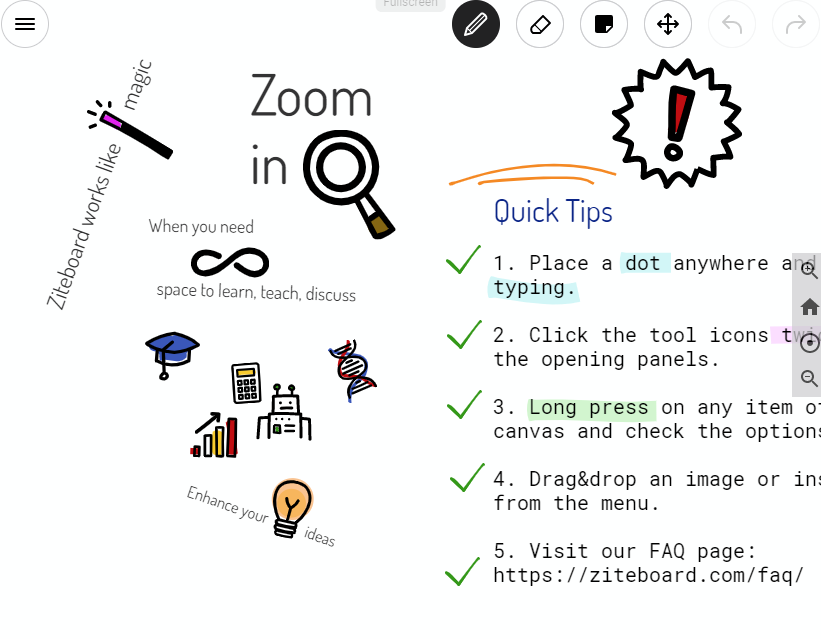 Fullscreen
Ziteboard works like magic
Zoom
in
When you need
space to learn, teach, discuss
Enhance your ideas
Quick Tips
1. Place a dot anywhere and
typing.
2. Click the tool icons
the opening panels.
3. Long press on any item of
canvas and check the options
4. Drag&drop an image or
from the menu.
5. Visit our FAQ page:
https://ziteboard.com/faq/